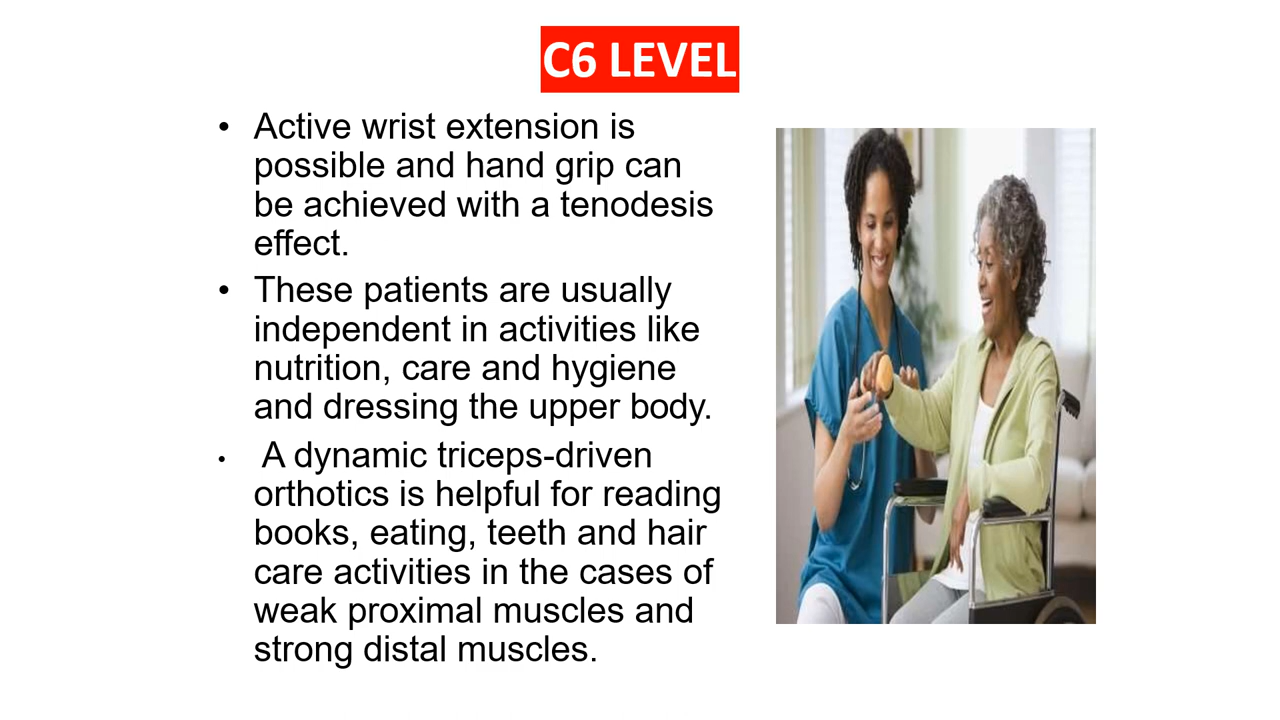 C6 LEVEL
• Active wrist extension is
possible and hand grip can
be achieved with a tenodesis
effect.
• These patients are usually
independent in activities like
nutrition, care and hygiene
and dressing the upper body.
• A dynamic triceps-driven
orthotics is helpful for reading
books, eating, teeth and hair
care activities in the cases of
weak proximal muscles and
strong distal muscles.